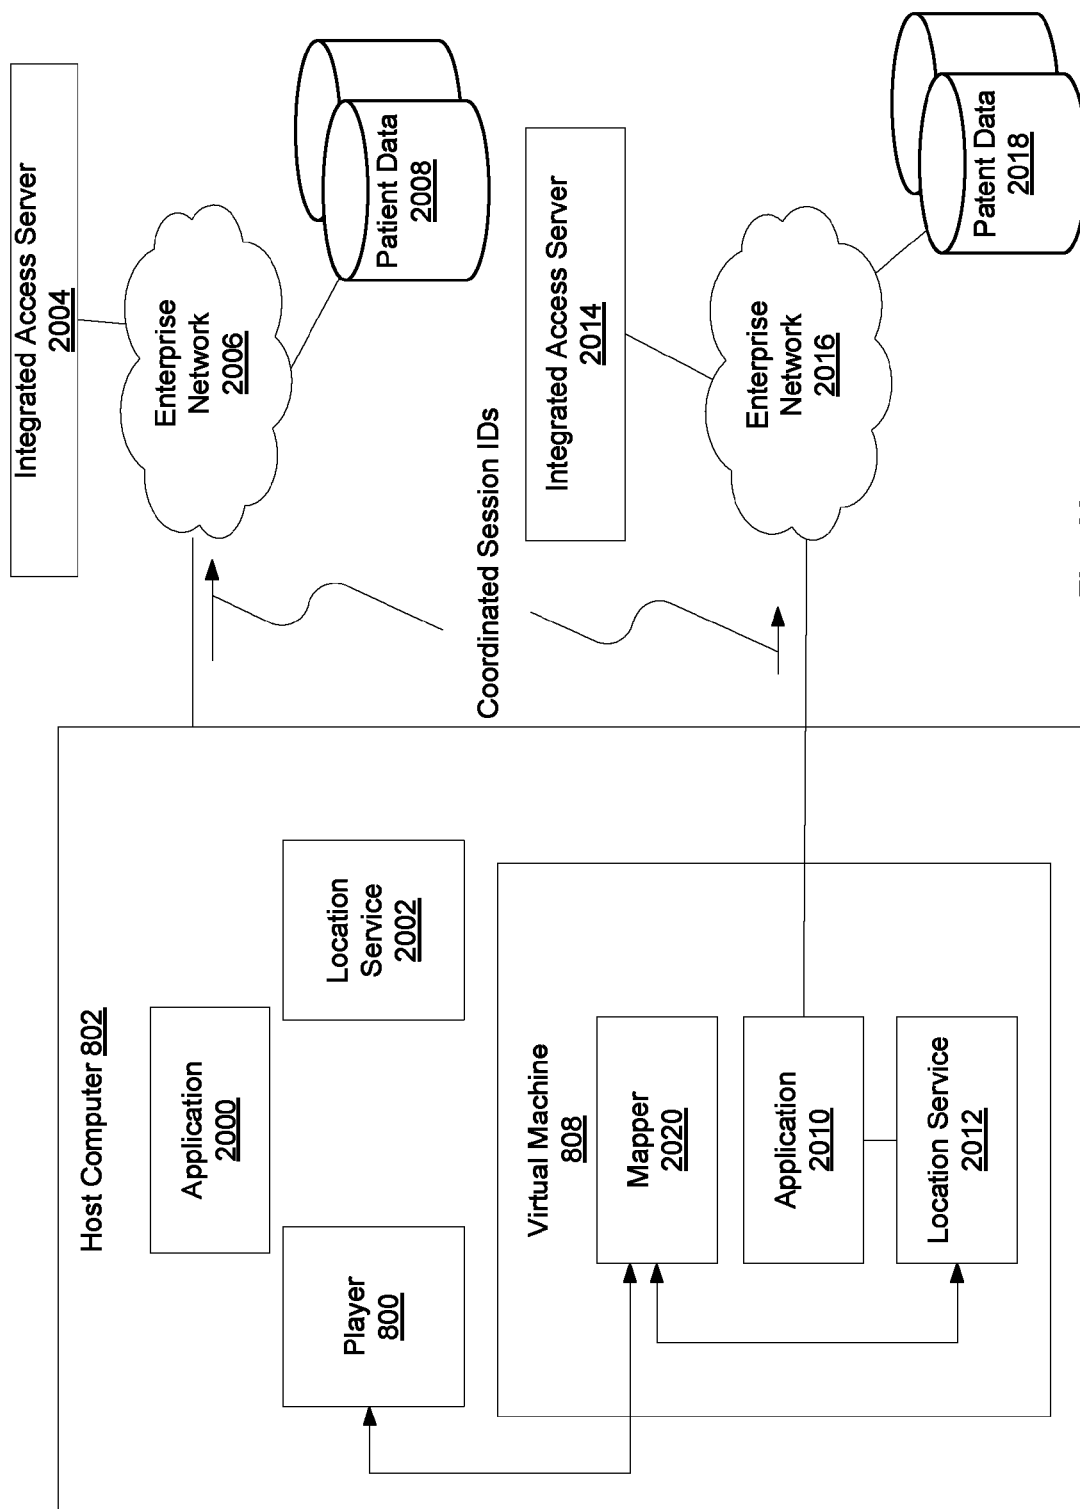 Host Computer 802
Application
2000
Player
800
Location
Service
2002
Virtual Machine
808
Mapper
2020
Application
2010
Location Service
2012
Integrated Access Server
2004
Enterprise
Network
2006
Patient Data
2008
Coordinated Session IDs
Integrated Access Server
2014
Enterprise
Network
2016
Patent Data
2018